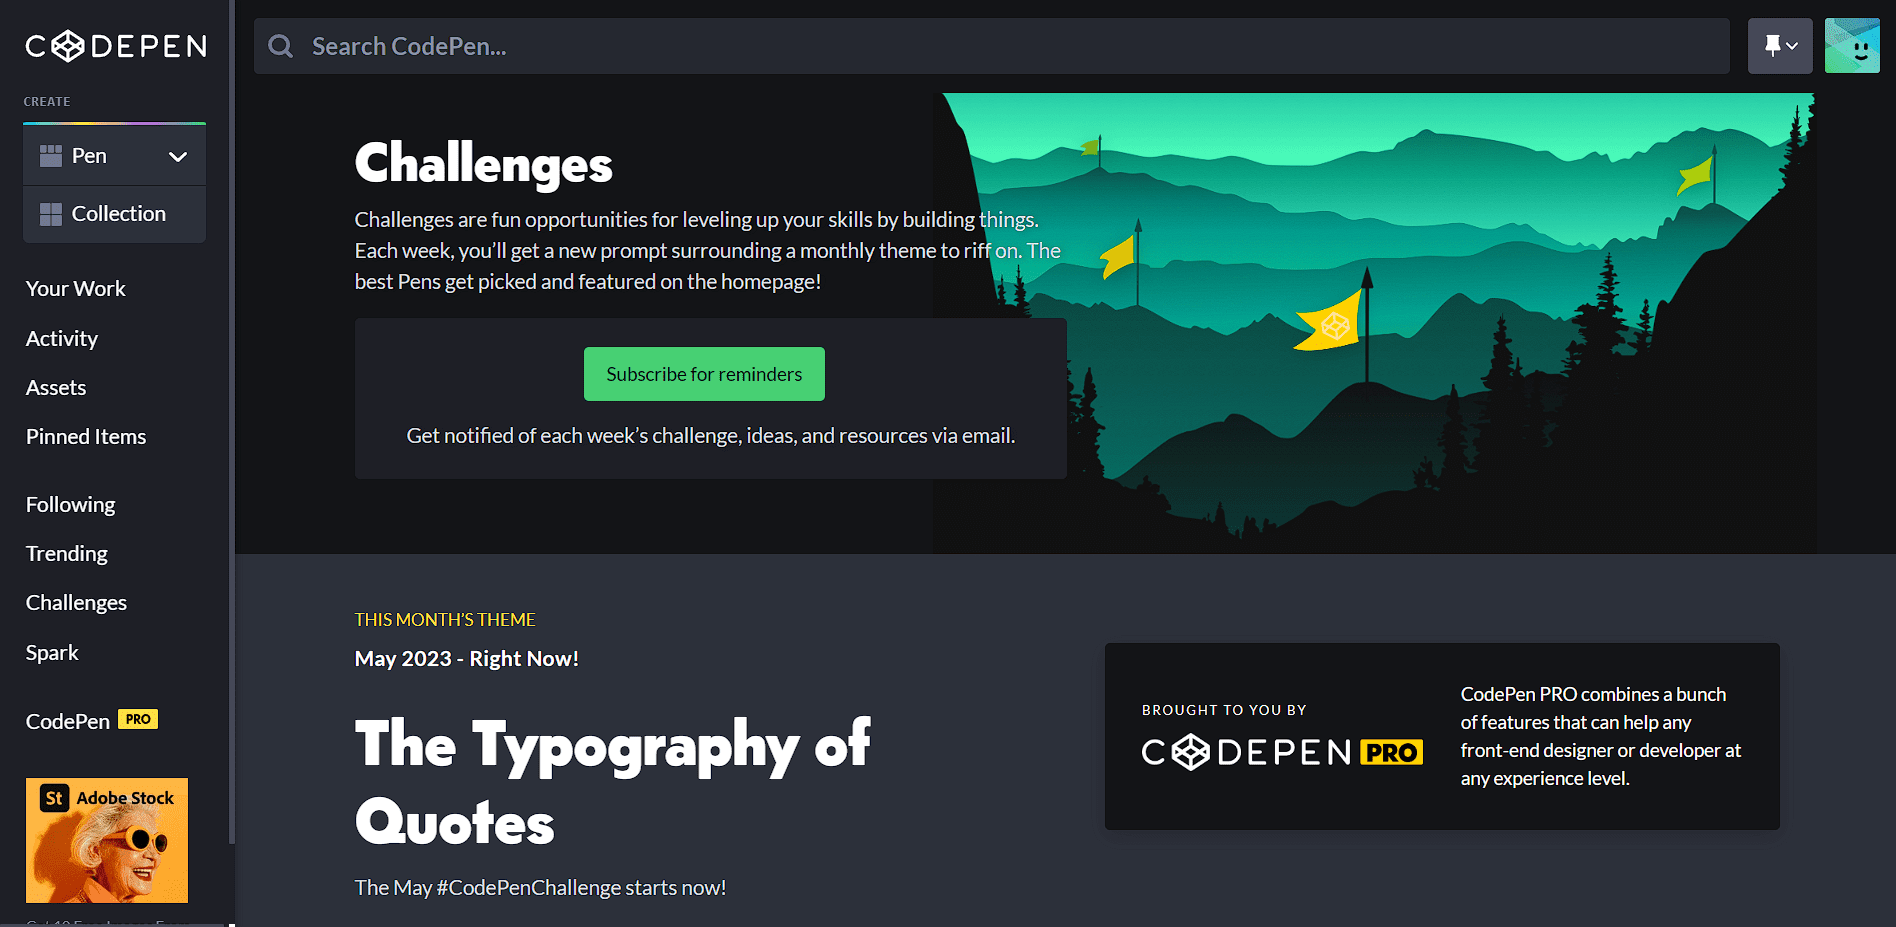 CODEPEN
Search CodePen...
CREATE
Pen
Collection
Your Work
Activity
Assets
Pinned Items
Following
Trending
Challenges
Spark
CodePen PRO
St Adobe Stock
Challenges
Challenges are fun opportunities for leveling up your skills by building things.
Each week, you’ll get a new prompt surrounding a monthly theme to riff on. The
best Pens get picked and featured on the homepage!
Subscribe for reminders
Get notified of each week’s challenge, ideas, and resources via email.
THIS MONTH’S THEME
May 2023 - Right Now!
The Typography of
Quotes
The May #CodePenChallenge starts now!
BROUGHT TO YOU BY
CODEPEN PRO
CodePen PRO combines a bunch
of features that can help any
front-end designer or developer at
any experience level.